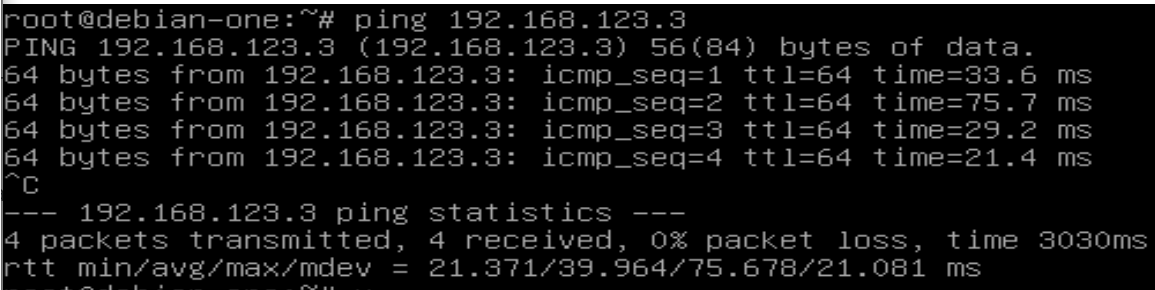 root@debian-one:~# ping 192.168.123.3
PING 192.168.123.3 (192.168.123.3) 56(84) bytes of data.
64 bytes from 192.168.123.3: icmp_seq=1 ttl=64 time=33.6 ms
64 bytes from 192.168.123.3: icmp_seq=2 ttl=64 time=75.7 ms
64 bytes from 192.168.123.3: icmp_seq=3 ttl=64 time=29.2 ms
64 bytes from 192.168.123.3: icmp_seq=4 ttl=64 time=21.4 ms
^C
--- 192.168.123.3 ping statistics ---
4 packets transmitted, 4 received, 0% packet loss, time 3030ms
rtt min/avg/max/mdev = 21.371/39.964/75.678/21.081 ms